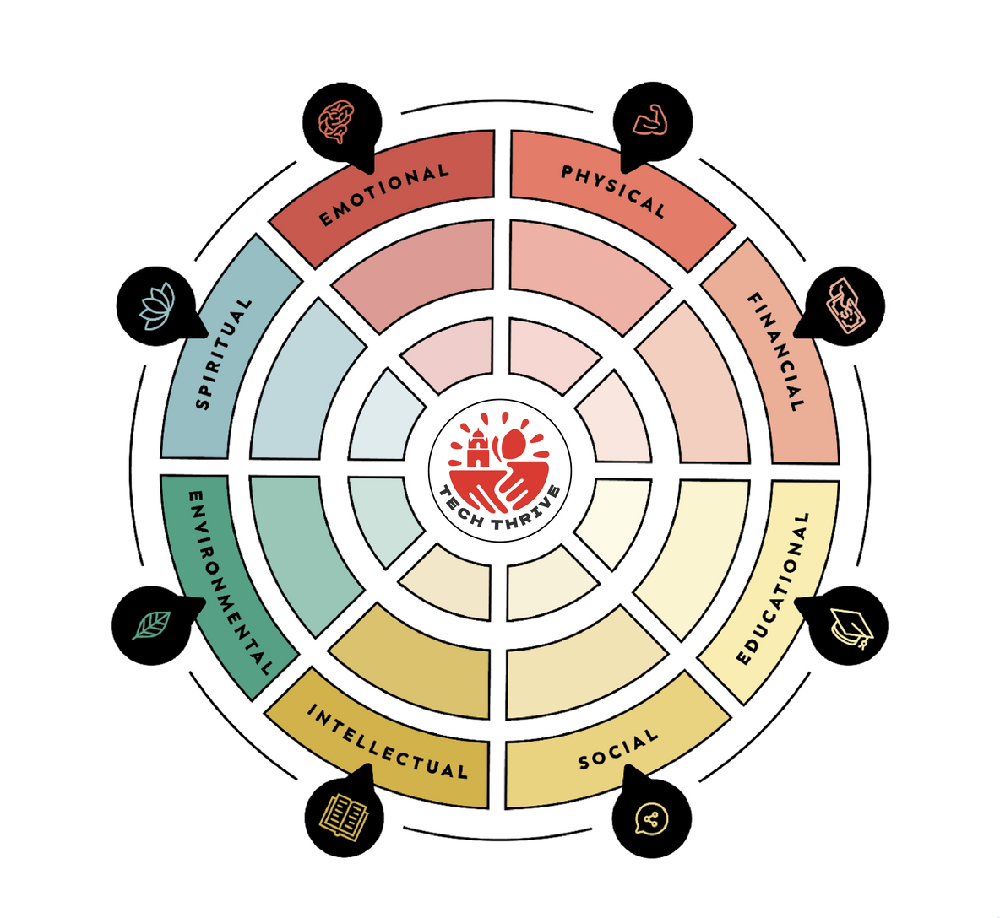 EMOTIONAL
PHYSICAL
FINANCIAL
EDUCATIONAL
SOCIAL
INTELLECTUAL
ENVIRONMENTAL
SPIRITUAL
TECH THRIVE
$